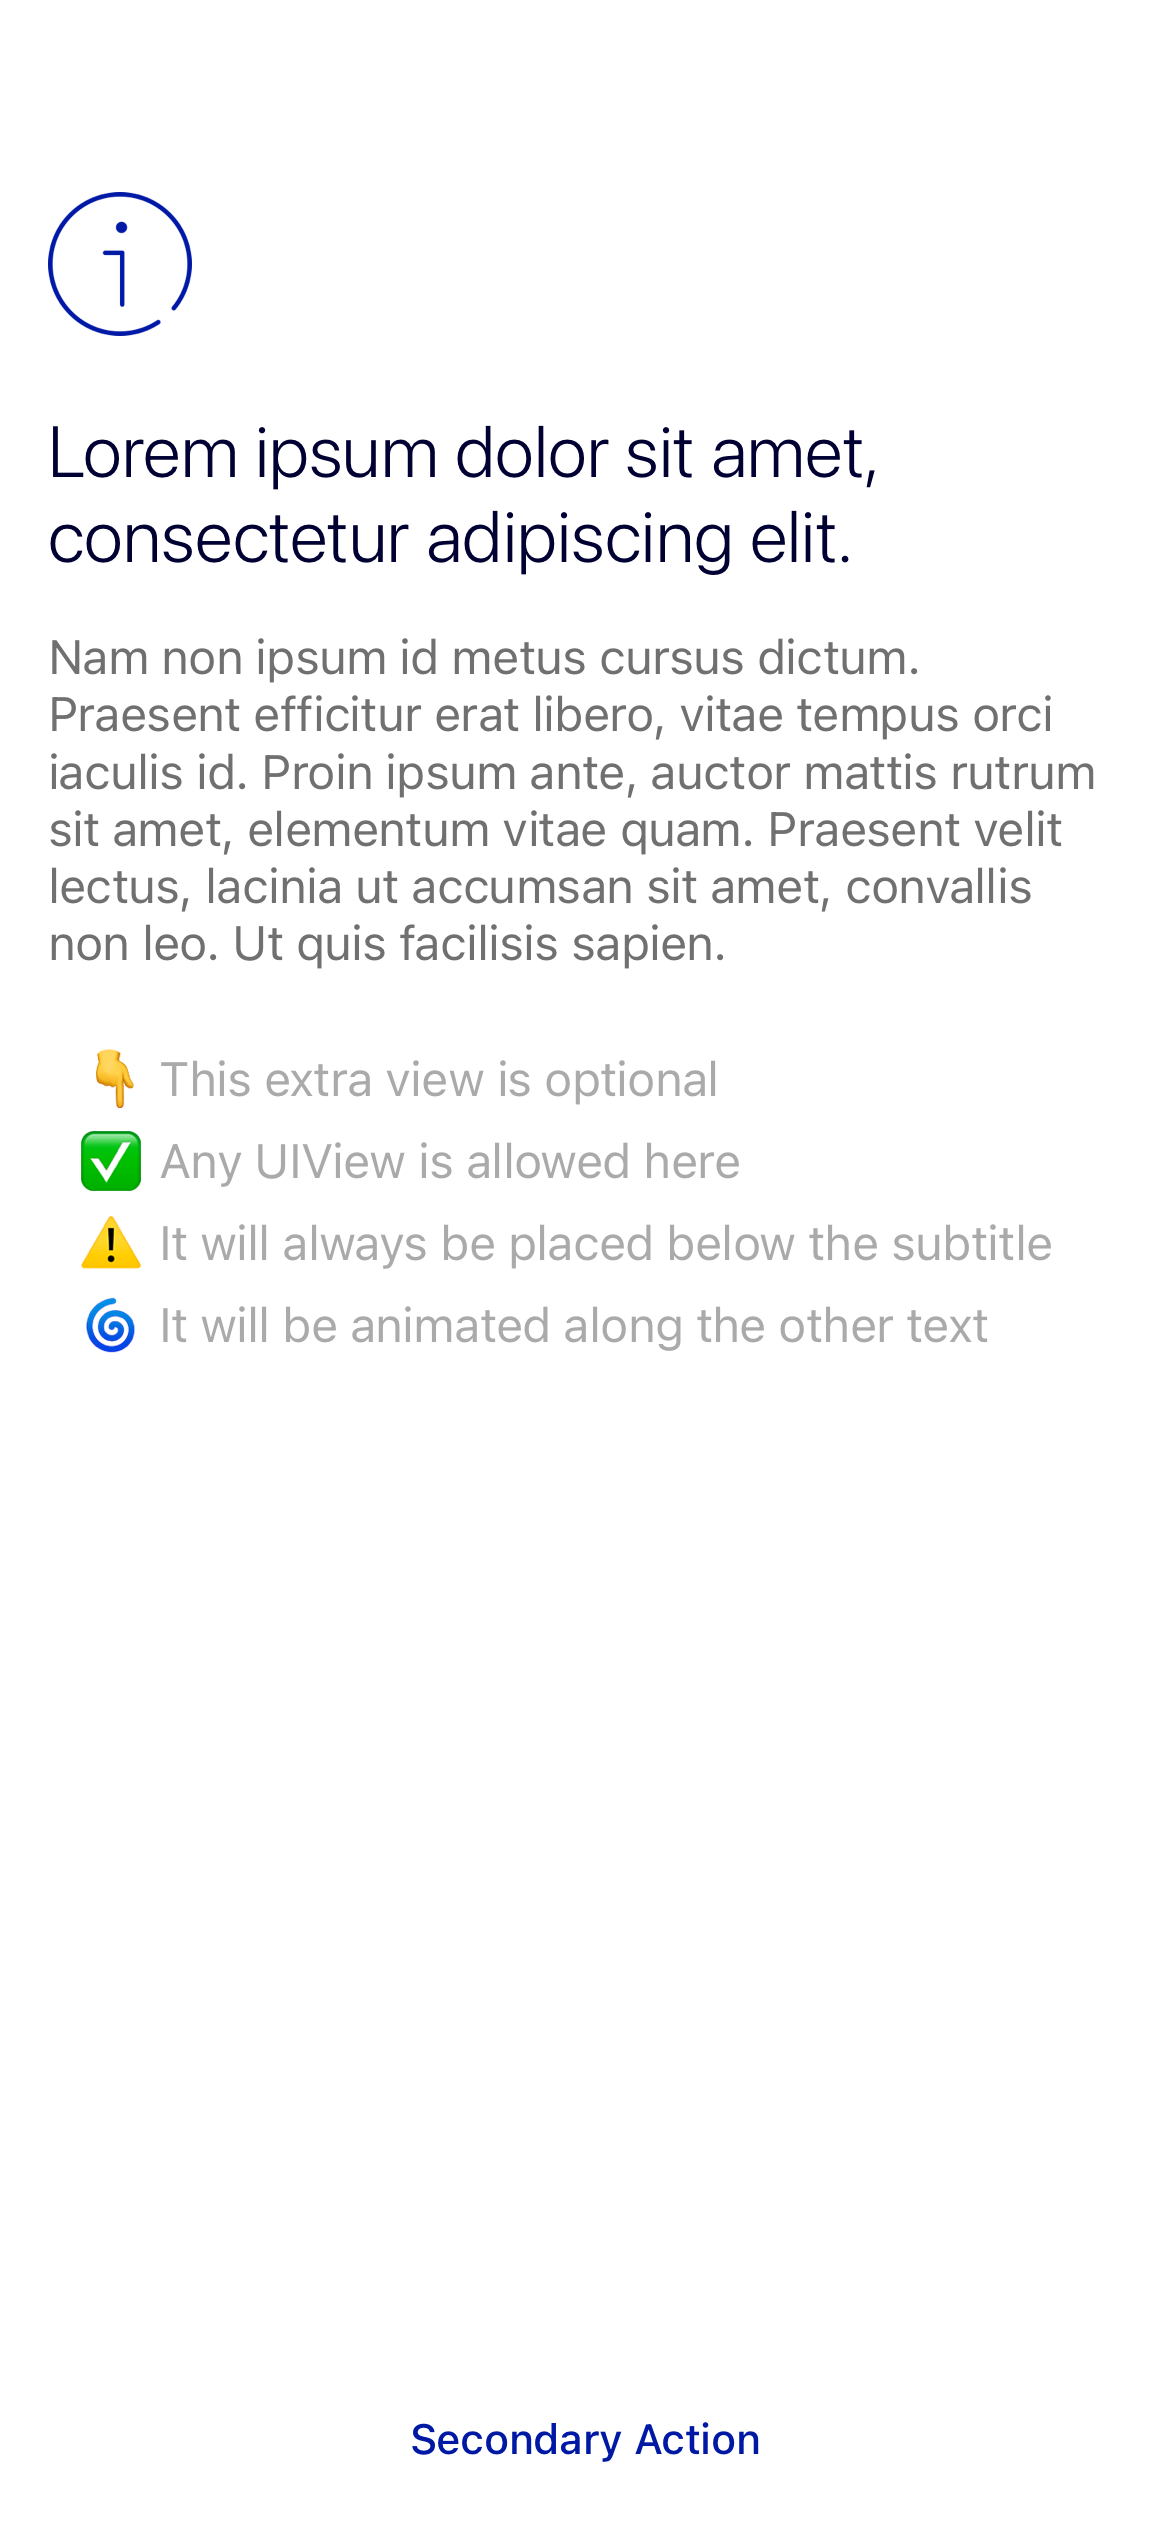 Lorem ipsum dolor sit amet,
consectetur adipiscing elit.
Nam non ipsum id metus cursus dictum.
Praesent efficitur erat libero, vitae tempus orci
iaculis id. Proin ipsum ante, auctor mattis rutrum
sit amet, elementum vitae quam. Praesent velit
lectus, lacinia ut accumsan sit amet, convallis
non leo. Ut quis facilisis sapien.
👇 This extra view is optional
✅ Any UIView is allowed here
⚠️ It will always be placed below the subtitle
🌀 It will be animated along the other text
Secondary Action